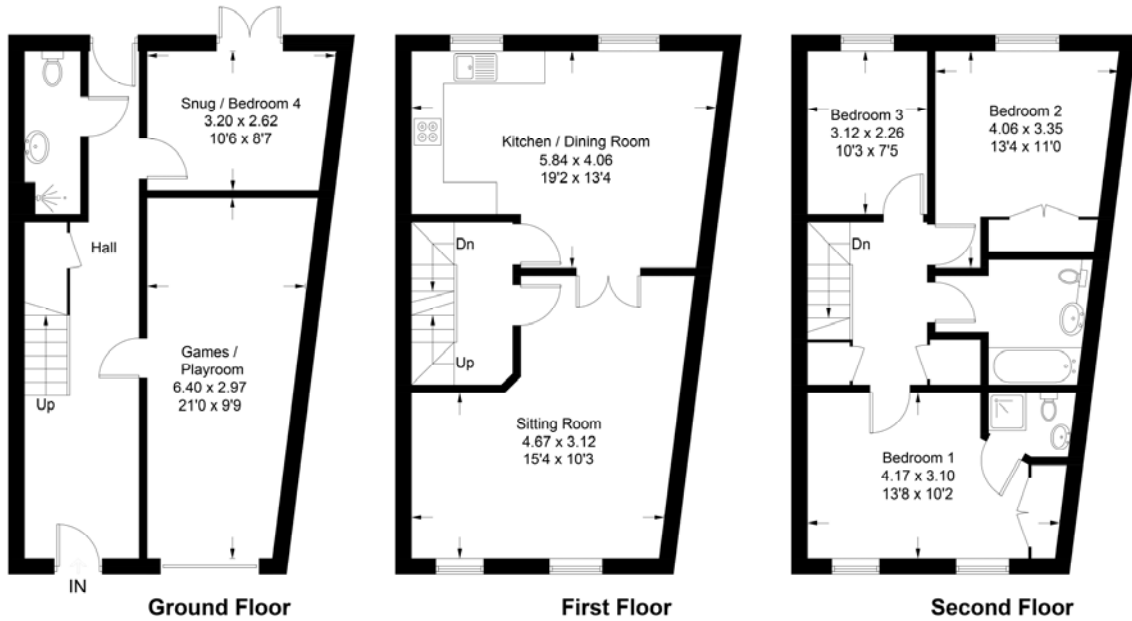 Snug / Bedroom 4
3.20 x 2.62
10'6 x 8'7
Hall
Games /
Playroom
6.40 x 2.97
21'0 x 9'9
Up
IN
Ground Floor
Kitchen / Dining Room
5.84 x 4.06
19'2 x 13'4
Dn
Up
Sitting Room
4.67 x 3.12
15'4 x 10'3
First Floor
Bedroom 3
3.12 x 2.26
10'3 x 7'5
Bedroom 2
4.06 x 3.35
13'4 x 11'0
Dn
Bedroom 1
4.17 x 3.10
13'8 x 10'2
Second Floor